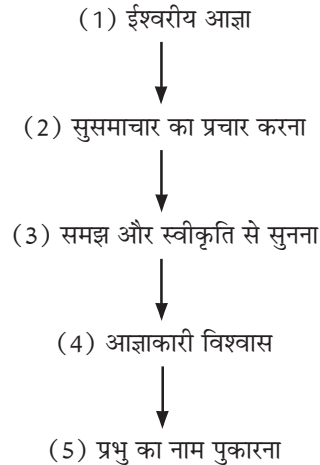 (1) ईश्वरीय आज्ञा
(2) सुसमाचार का प्रचार करना
(3) समझ और स्वीकृति से सुनना
(4) आज्ञाकारी विश्वास
(5) प्रभु का नाम पुकारना